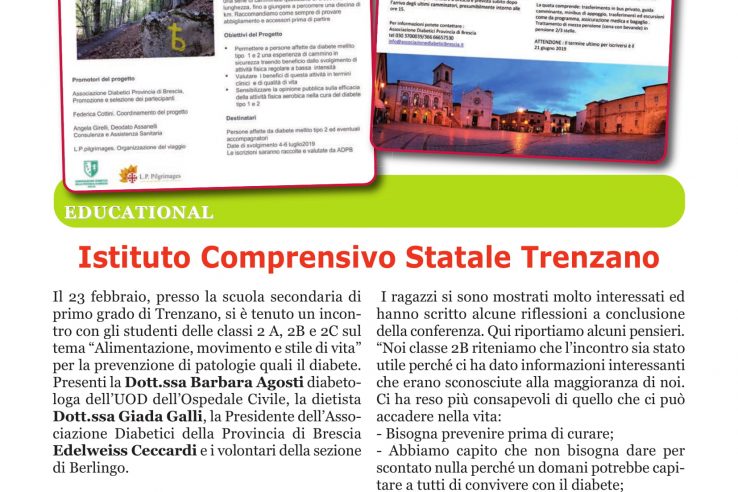 lunghezza, fino a giungere a percorrere una decina di
km. Raccomandiamo come di provare
abbigliamento e accessori prima di partire
Obiettivi del Progetto
• Permettere a persone affette da diabete mellito
tipo 1 e 2 una esperienza di cammino in
sicurezza traendo beneficio dallo svolgimento di
attività fisica regolare a bassa intensità
• Valutare i benefici di questa attività in termini
clinici e di qualità di vita
• Sensibilizzare la opinione pubblica sulla efficacia
della attività fisica aerobica nella cura del diabete
tipo 1 e 2
Destinatari
Persone affette da diabete mellito tipo 2 ed eventuali
accompagnatori
Date di svolgimento 4-6 luglio2019
Le iscrizioni saranno raccolte e valutate da ADPB
Promotori del progetto
Associazione Diabetici Provincia di Brescia,
Promozione e selezione dei partecipanti
Federica Cottini. Coordinamento del progetto
Angela Girelli, Deodato Assanelli
Consulenza e Assistenza Sanitaria
L.P.pilgrimages. Organizzazione del viaggio
L.P. Pilgrimages
l'arrivo degli ultimi camminatori, presumibilmente intorno alle
ore 15.
Per informazioni potete contattare :
Associazione Diabetici Provincia di Brescia
info@associazionediabeticibrescia.it
La quota comprende: trasferimento in bus privato, guida
camminante, minibus di appoggio, trasferimenti ed escursioni
come da programma, assicurazione medica e bagaglio .
Trattamento di mezza pensione (cena con bevande) in
pensione 2/3 stelle.
ATTENZIONE : Il termine ultimo per iscriversi è il
21 giugno 2019
EDUCATIONAL
Istituto Comprensivo Statale Trenzano
Il 23 febbraio, presso la scuola secondaria di
primo grado di Trenzano, si è tenuto un incon-
tro con gli studenti delle classi 2 A, 2B e 2C sul
tema “Alimentazione, movimento e stile di vita”
per la prevenzione di patologie quali il diabete.
Presenti la Dott.ssa Barbara Agosti diabeto-
loga dell’UOD dell’Ospedale Civile, la dietista
Dott.ssa Giada Galli, la Presidente dell’Asso-
ciazione Diabetici della Provincia di Brescia
Edelweiss Ceccardi e i volontari della sezione
di Berlingo.
I ragazzi si sono mostrati molto interessati ed
hanno scritto alcune riflessioni a conclusione
della conferenza. Qui riportiamo alcuni pensieri.
“Noi classe 2B riteniamo che l’incontro sia stato
utile perché ci ha dato informazioni interessanti
che erano sconosciute alla maggioranza di noi.
Ci ha reso più consapevoli di quello che ci può
accadere nella vita:
- Bisogna prevenire prima di curare;
- Abbiamo capito che non bisogna dare per
scontato nulla perché un domani potrebbe capi-
tare a tutti di convivere con il diabete;